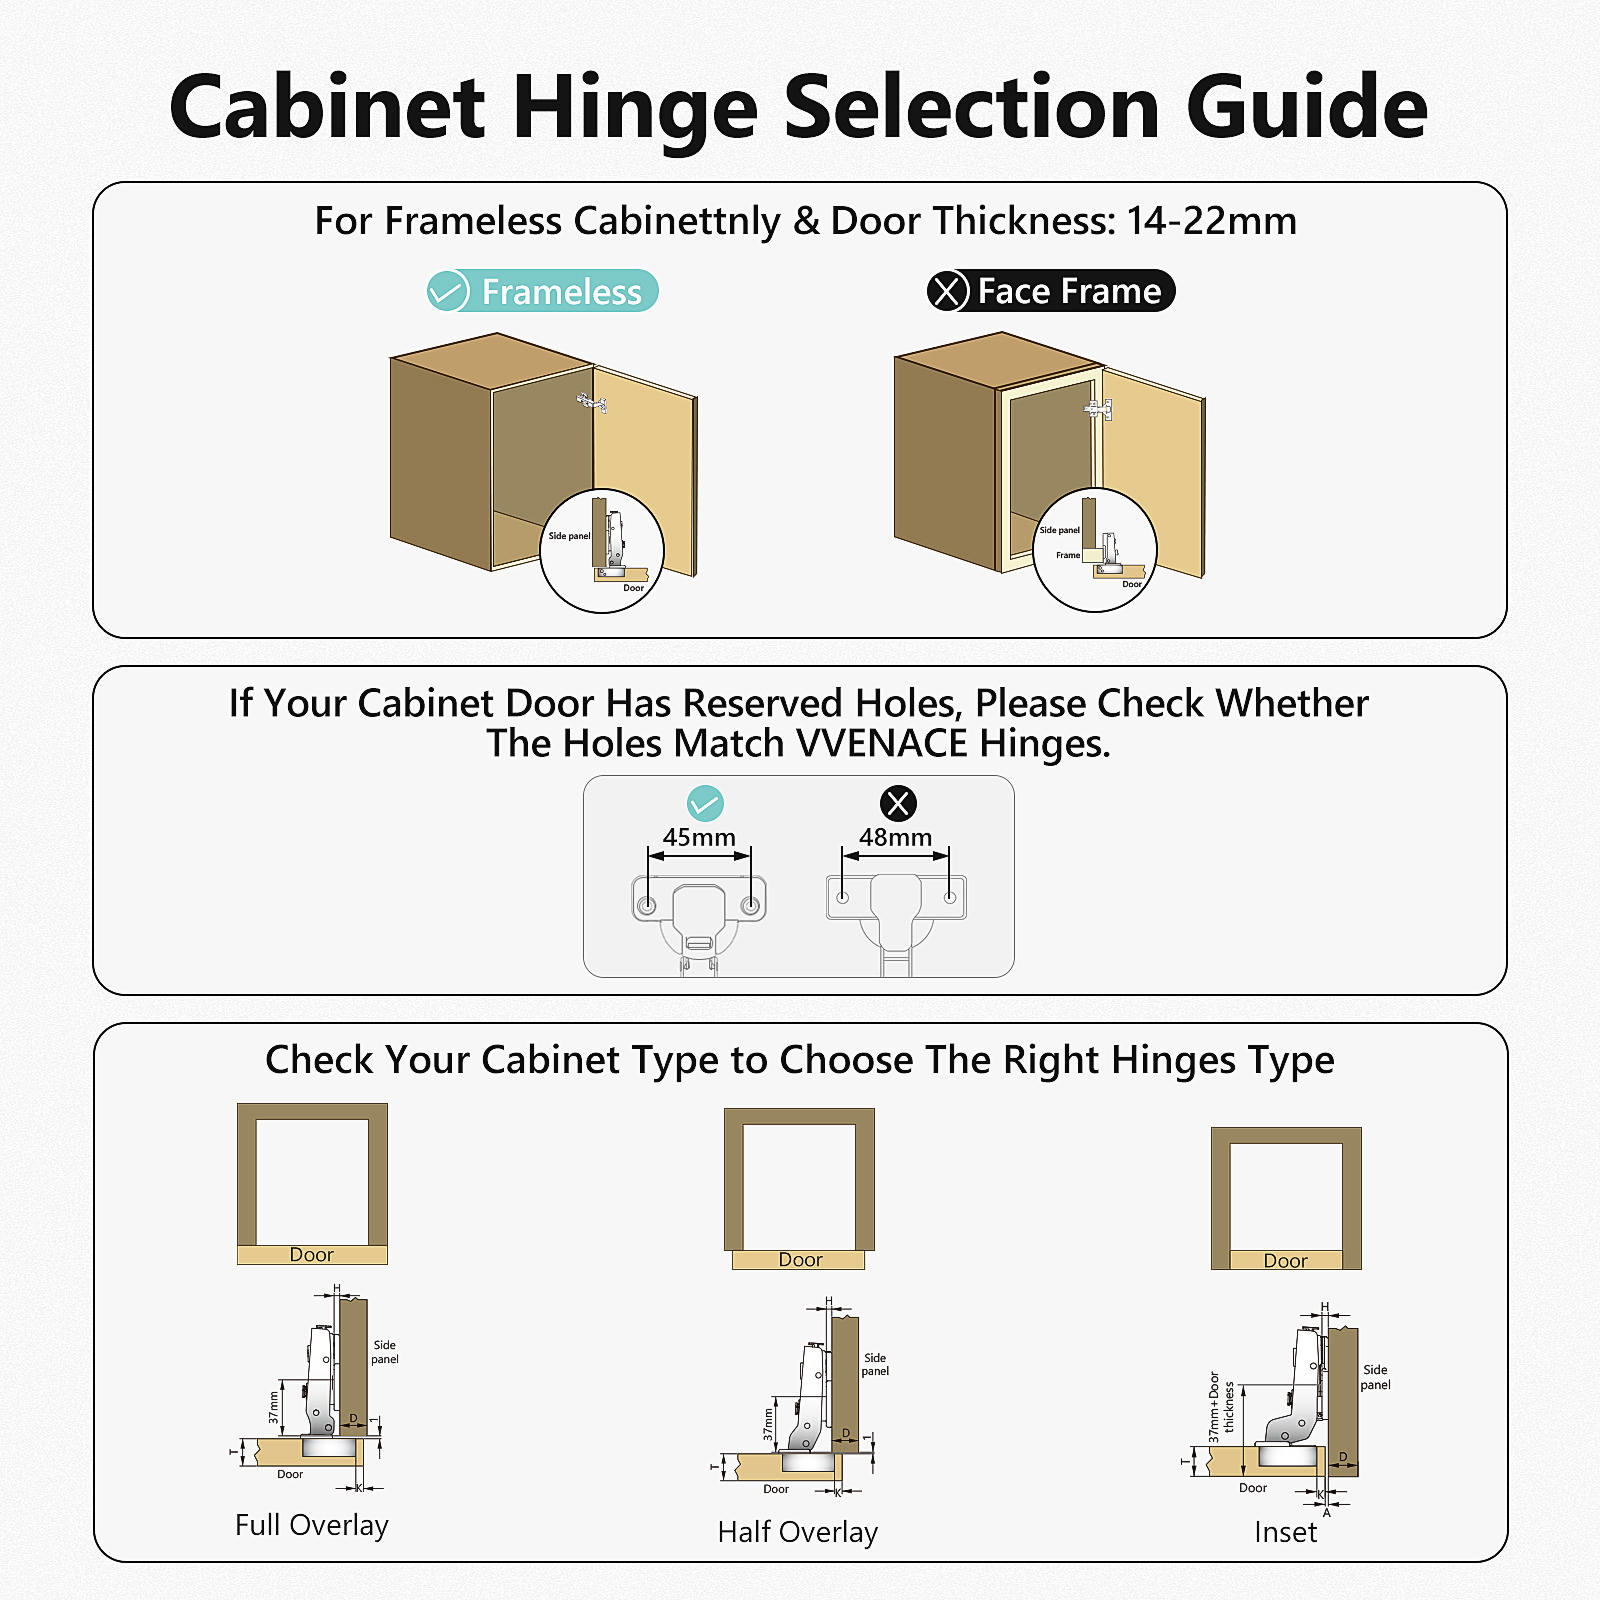 Cabinet Hinge Selection Guide
For Frameless Cabinettnly & Door Thickness: 14-22mm
Frameless
Face Frame
Side panel
Door
Side panel
Frame
Door
If Your Cabinet Door Has Reserved Holes, Please Check Whether
The Holes Match VVENACE Hinges.
45mm
48mm
Check Your Cabinet Type to Choose The Right Hinges Type
Door
Door
Door
H
Side
panel
37mm
D
1
T
Door
K
Full Overlay
H
Side
panel
37mm
D
1
T
Door
K
Half Overlay
H
Side
panel
37mm+Door
thickness
D
T
Door
K
A
Inset